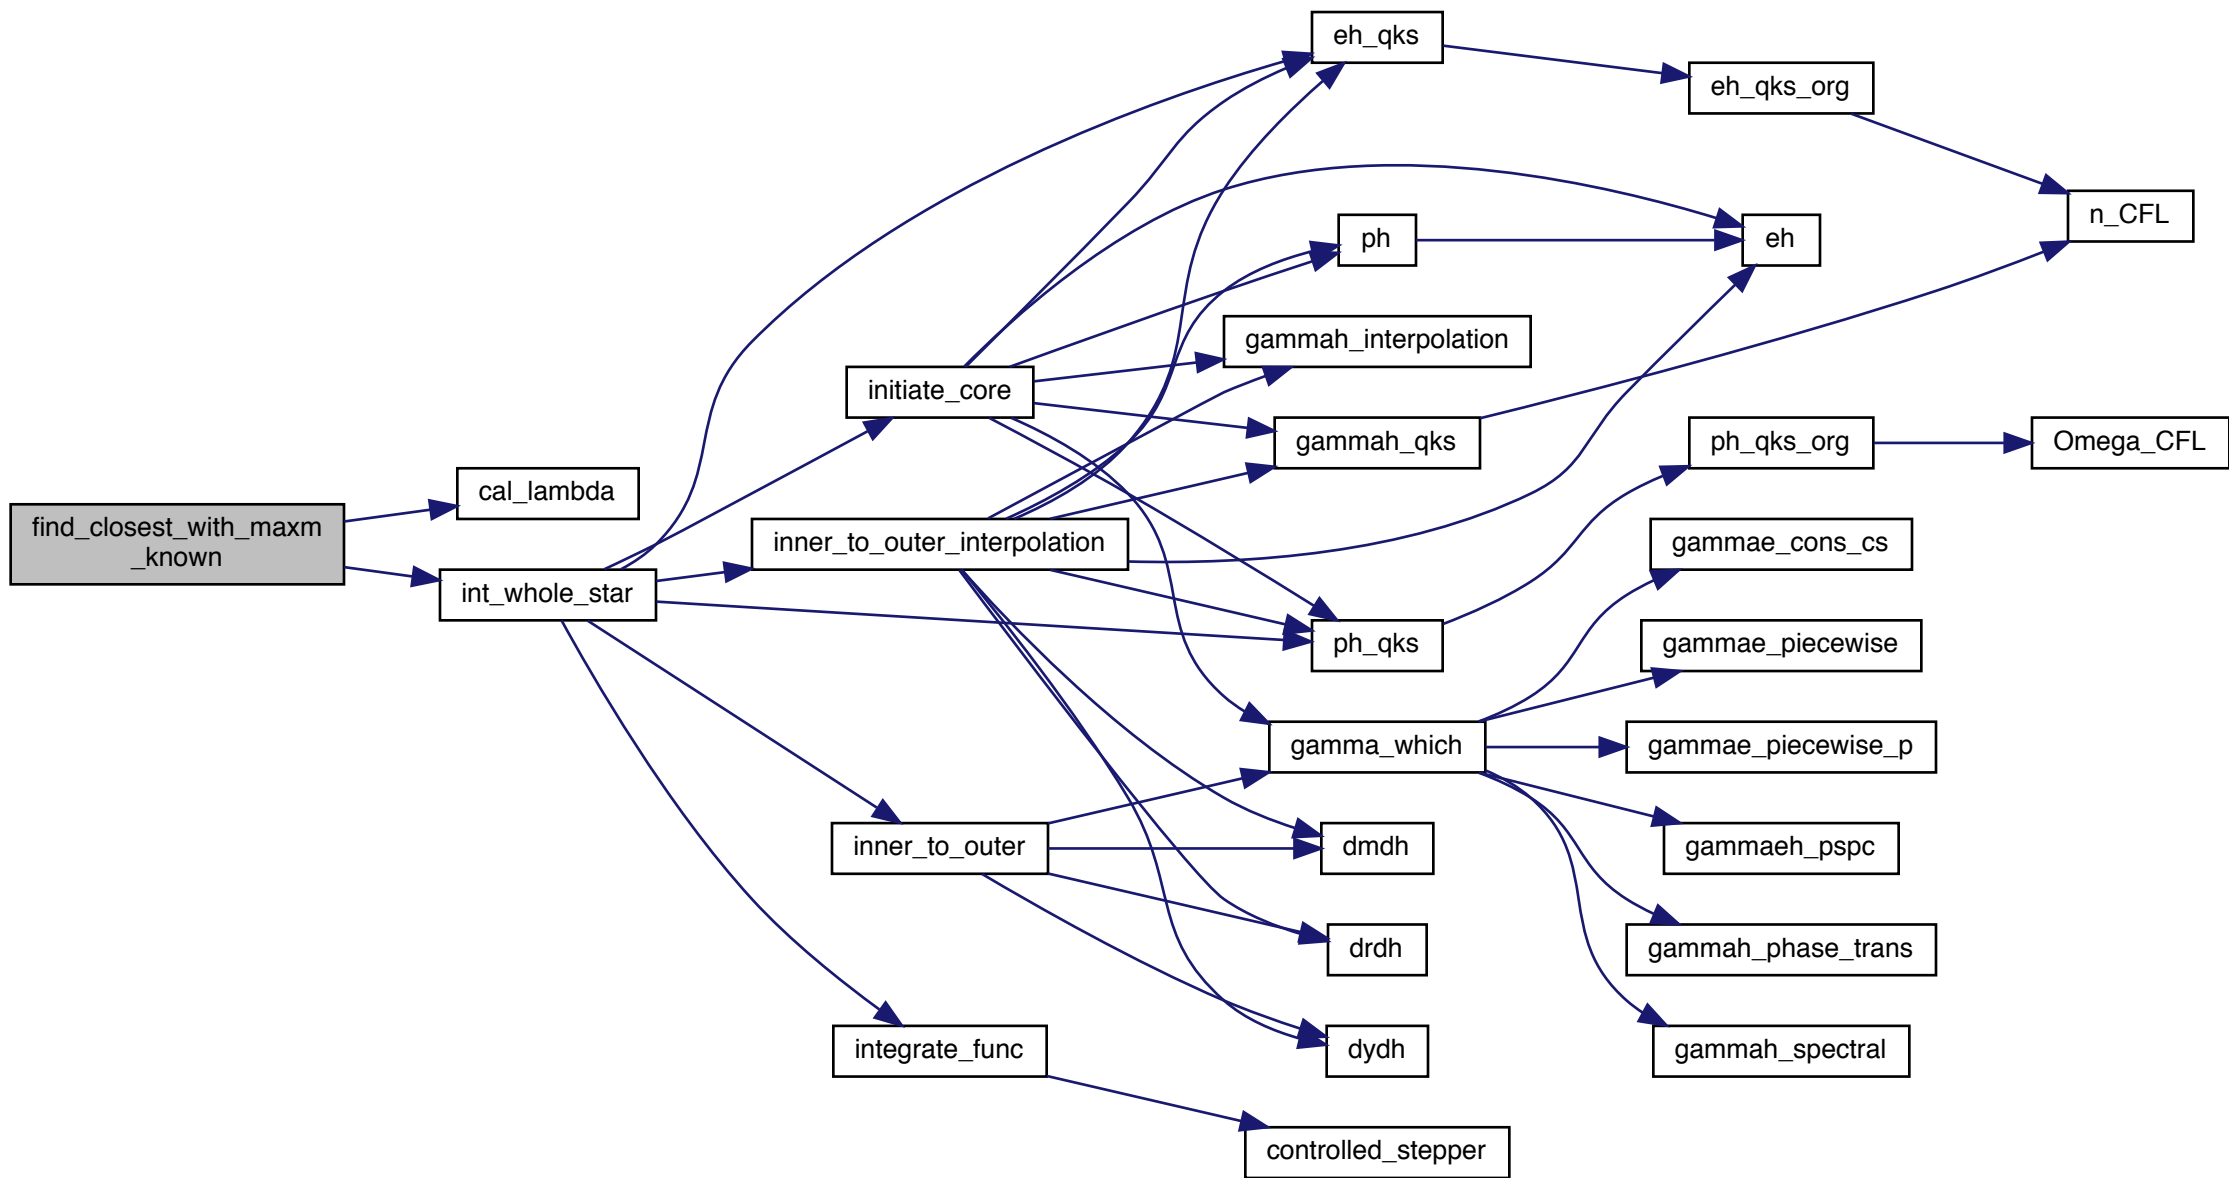 find_closest_with_maxm
_known
cal_lambda
int_whole_star
initiate_core
inner_to_outer_interpolation
inner_to_outer
integrate_func
eh_qks
ph
gammah_interpolation
gammah_qks
ph_qks
gamma_which
dmdh
drdh
dydh
controlled_stepper
eh_qks_org
eh
ph_qks_org
gammae_cons_cs
gammae_piecewise
gammae_piecewise_p
gammaeh_pspc
gammah_phase_trans
gammah_spectral
n_CFL
Omega_CFL